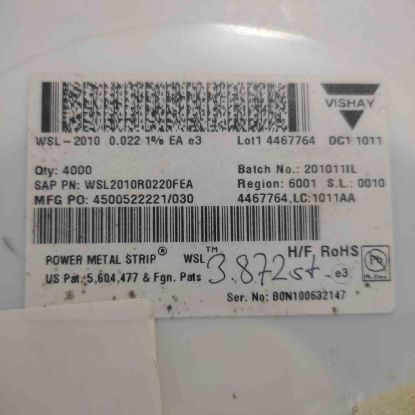 VISHAY
WSL-2010 0.022 1% EA e3 Lot1 4467764 DC1 1011
Qty: 4000 Batch No.: 201011IL
SAP PN: WSL2010R0220FEA Region: 6001 S.L.: 0010
MFG PO: 4500522221/030 4467764,LC:1011AA
POWER METAL STRIP® WSL™ H/F, RoHS
3.872st e3
US Pat. 5,604,477 & Fgn. Pats
Ser. No: B0N100632147